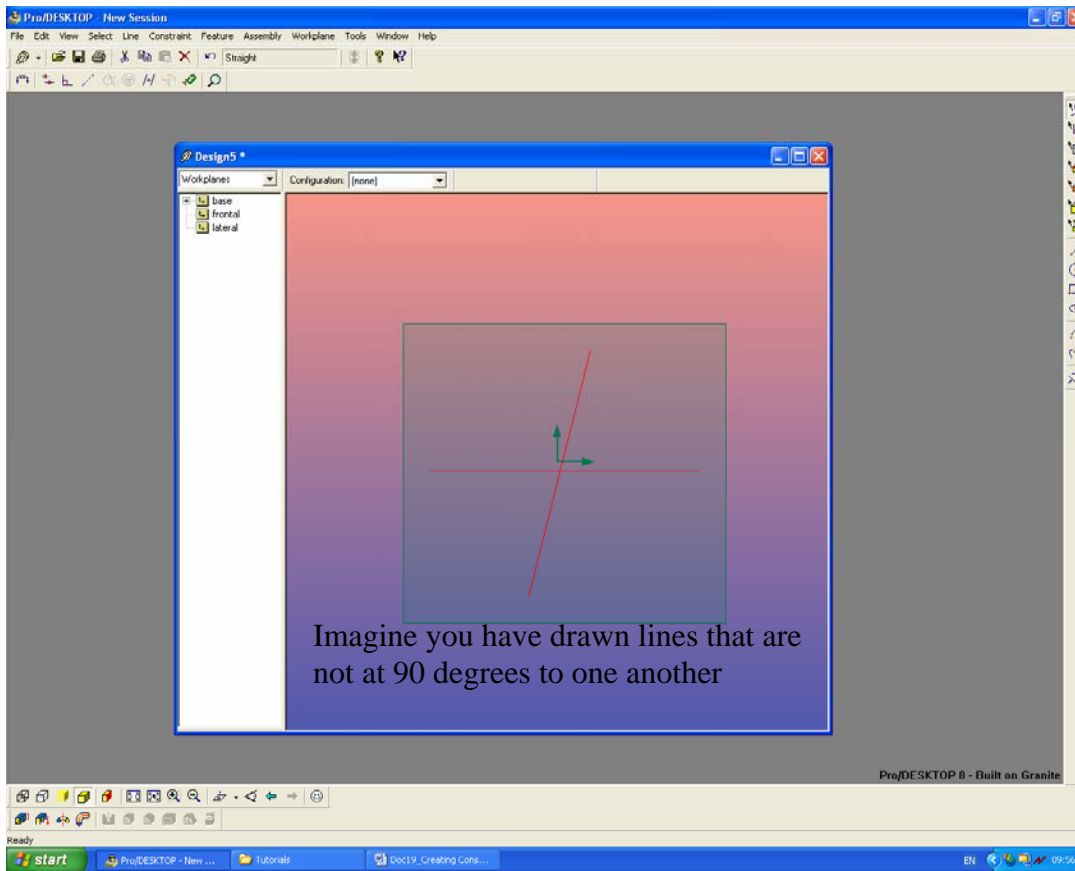 Pro/DESKTOP - New Session
File Edit View Select Line Constraint Feature Assembly Workplane Tools Window Help
Straight
Design5 *
Workplanes
Configuration: (none)
base
frontal
lateral
Imagine you have drawn lines that are
not at 90 degrees to one another
Pro/DESKTOP 8 - Built on Granite
Ready
start
Pro/DESKTOP - New ...
Tutorials
Doc19_Creating Cons...
EN
09:56